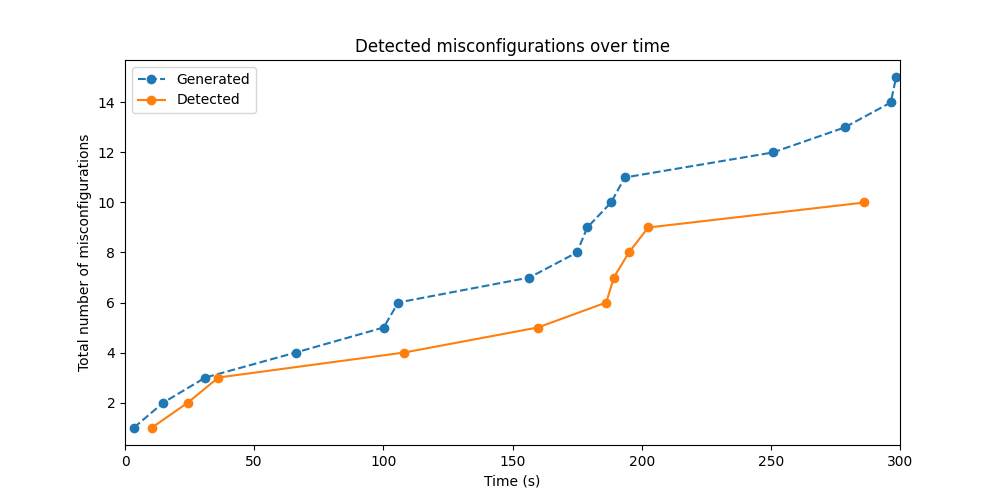 Detected misconfigurations over time
Generated
Detected
Total number of misconfigurations
14
12
10
8
6
4
2
0
50
100
150
200
250
300
Time (s)